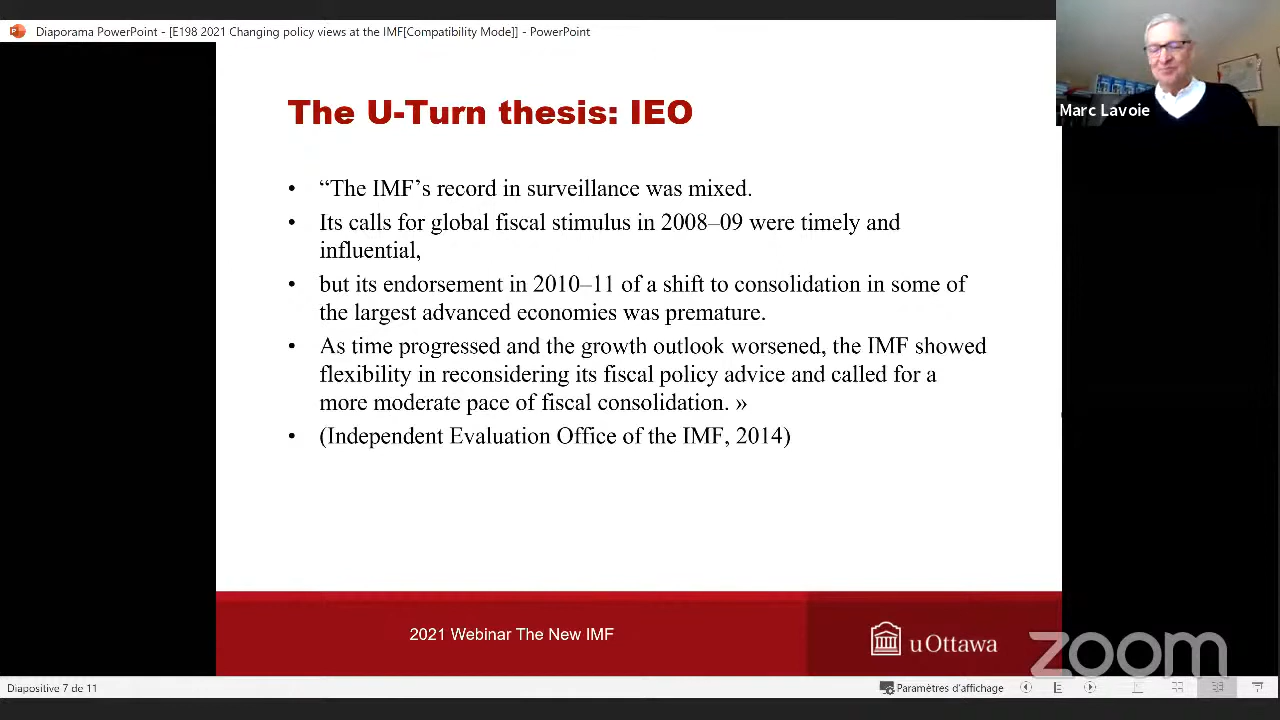 Diaporama PowerPoint - [E198 2021 Changing policy views at the IMF[Compatibility Mode]] - PowerPoint
Marc Lavoie
The U-Turn thesis: IEO
• “The IMF’s record in surveillance was mixed.
• Its calls for global fiscal stimulus in 2008–09 were timely and
influential,
• but its endorsement in 2010–11 of a shift to consolidation in some of
the largest advanced economies was premature.
• As time progressed and the growth outlook worsened, the IMF showed
flexibility in reconsidering its fiscal policy advice and called for a
more moderate pace of fiscal consolidation. »
• (Independent Evaluation Office of the IMF, 2014)
2021 Webinar The New IMF
uOttawa
zoom
Diapositive 7 de 11
Paramètres d'affichage